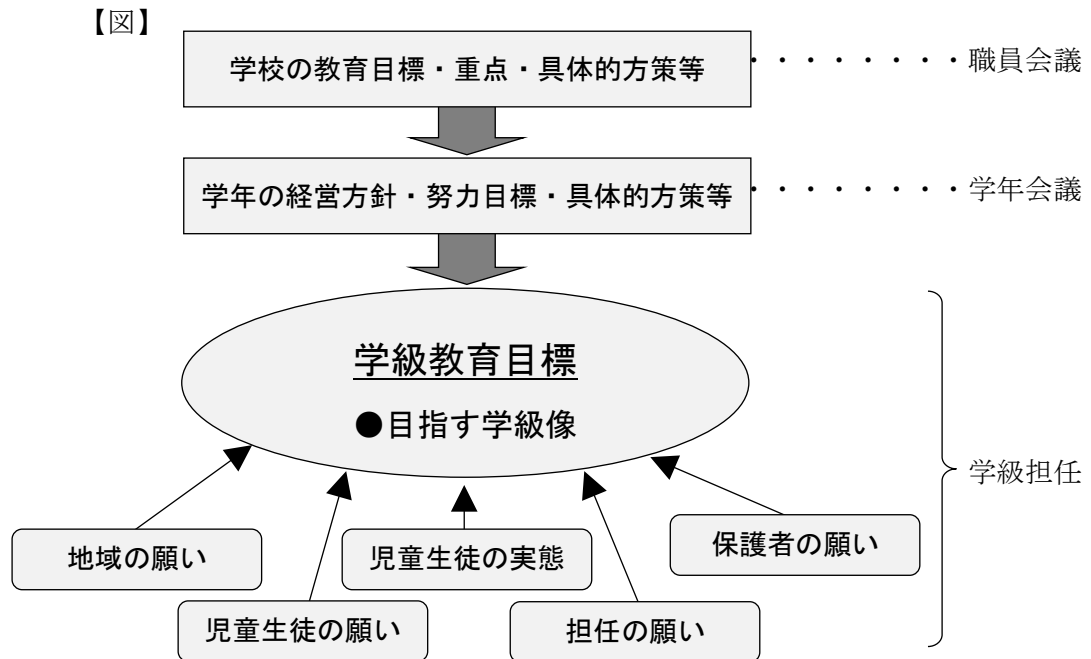 【図】
学校の教育目標・重点・具体的方策等 ・・・・・・・・・職員会議
学年の経営方針・努力目標・具体的方策等 ・・・・・・・・・学年会議
学級教育目標
●目指す学級像
学級担任
地域の願い
児童生徒の実態
保護者の願い
児童生徒の願い
担任の願い